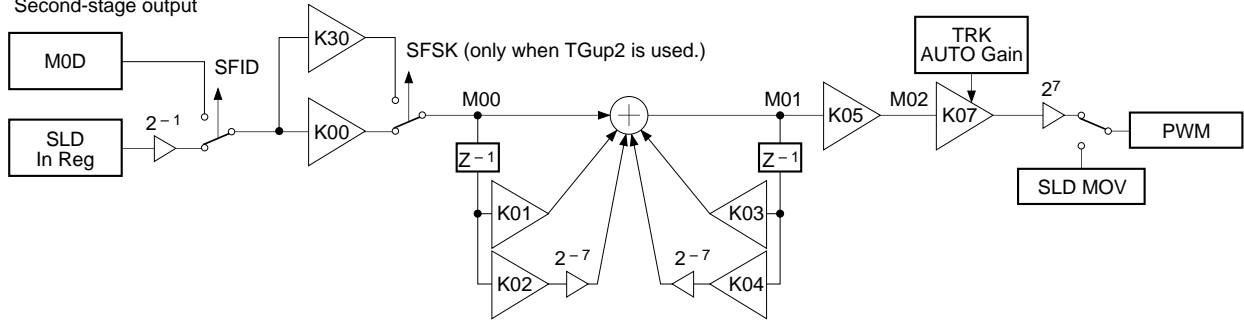 Second-stage output
M0D
SFID
K30
SFSK (only when TGup2 is used.)
TRK
AUTO Gain
SLD
In Reg
2 – 1
K00
M00
M01
K05
M02
K07
2 7
PWM
Z – 1
Z – 1
SLD MOV
K01
K03
K02
2 – 7
2 – 7
K04